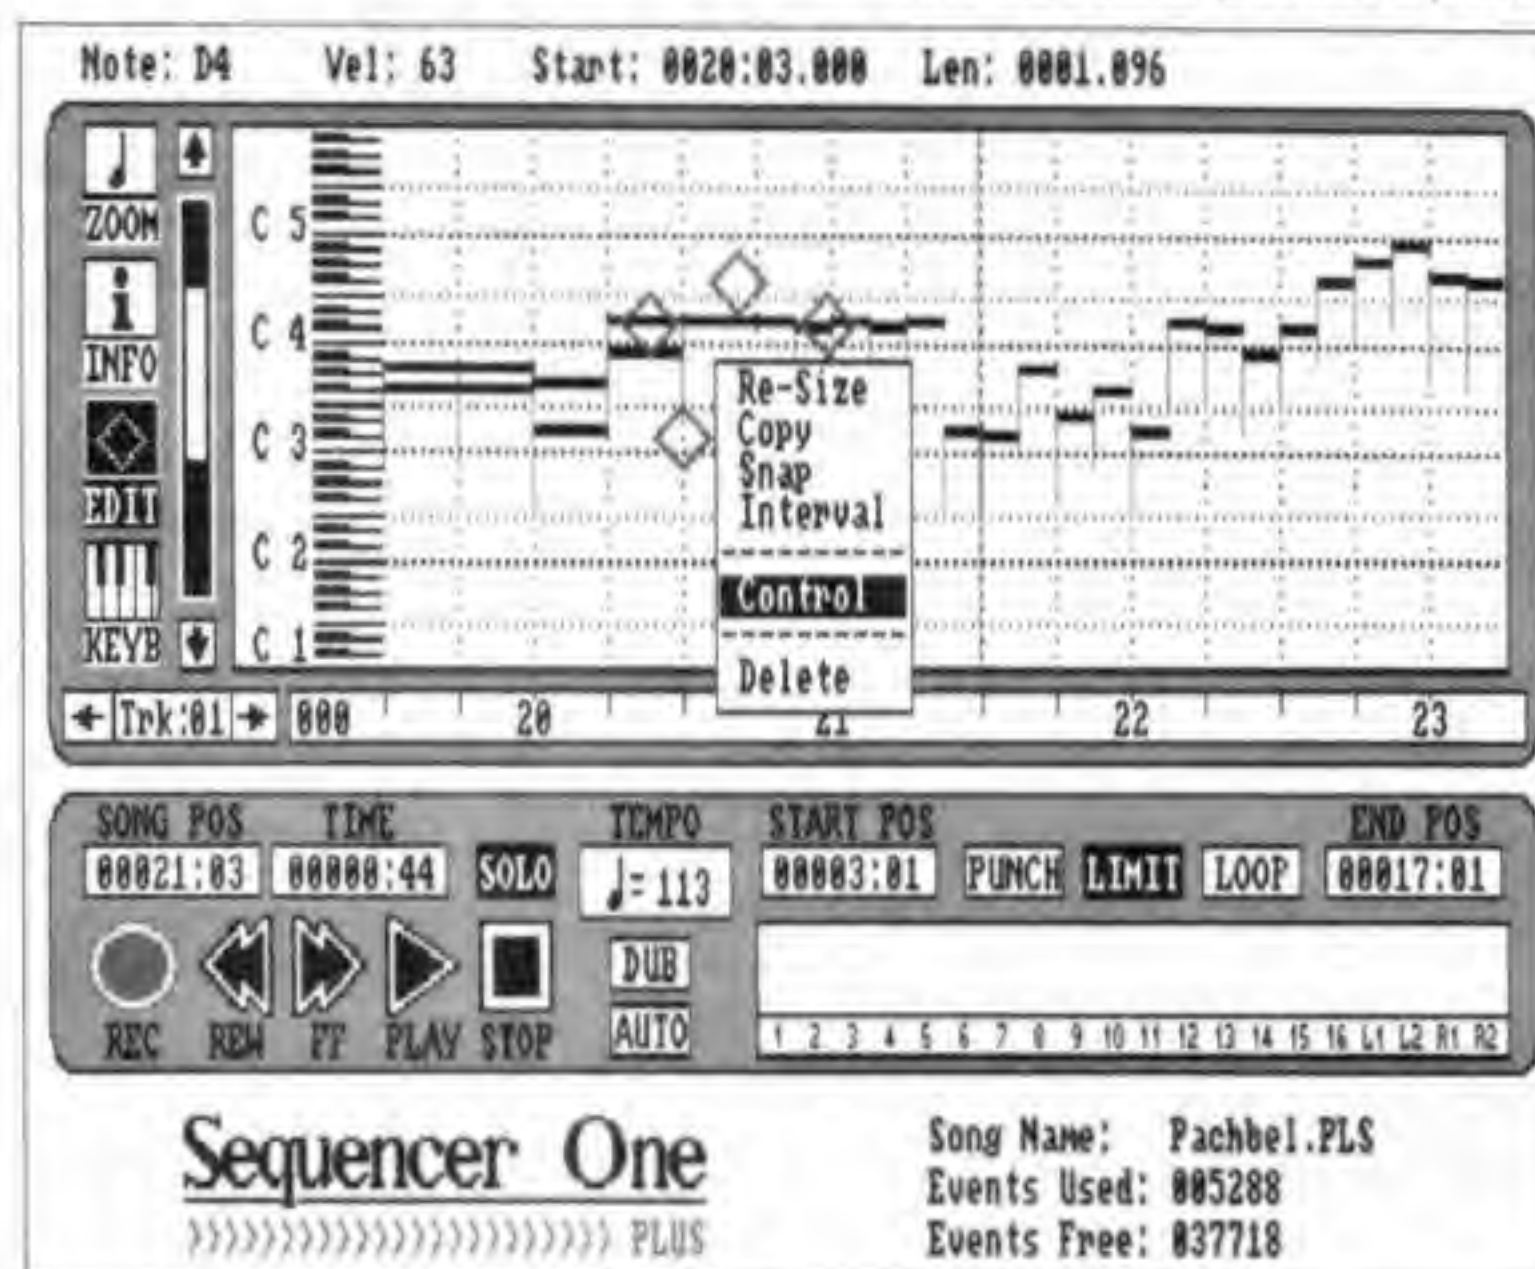 Note: D4 Vel: 63 Start: 0020:03.000 Len: 0001.096
ZOOM
INFO
EDIT
KEYB
C 5
C 4
C 3
C 2
C 1
Re-Size
Copy
Snap
Interval
Control
Delete
Trk:01 000 20 21 22 23
SONG POS TIME TEMPO START POS END POS
00021:03 00000:44 SOLO = 113 00003:01 PUNCH LIMIT LOOP 00017:01
DUB
AUTO
REC REW FF PLAY STOP
1 2 3 4 5 6 7 8 9 10 11 12 13 14 15 16 L1 L2 R1 R2
Sequencer One
PLUS
Song Name: Pachbel.PLS
Events Used: 005288
Events Free: 037718